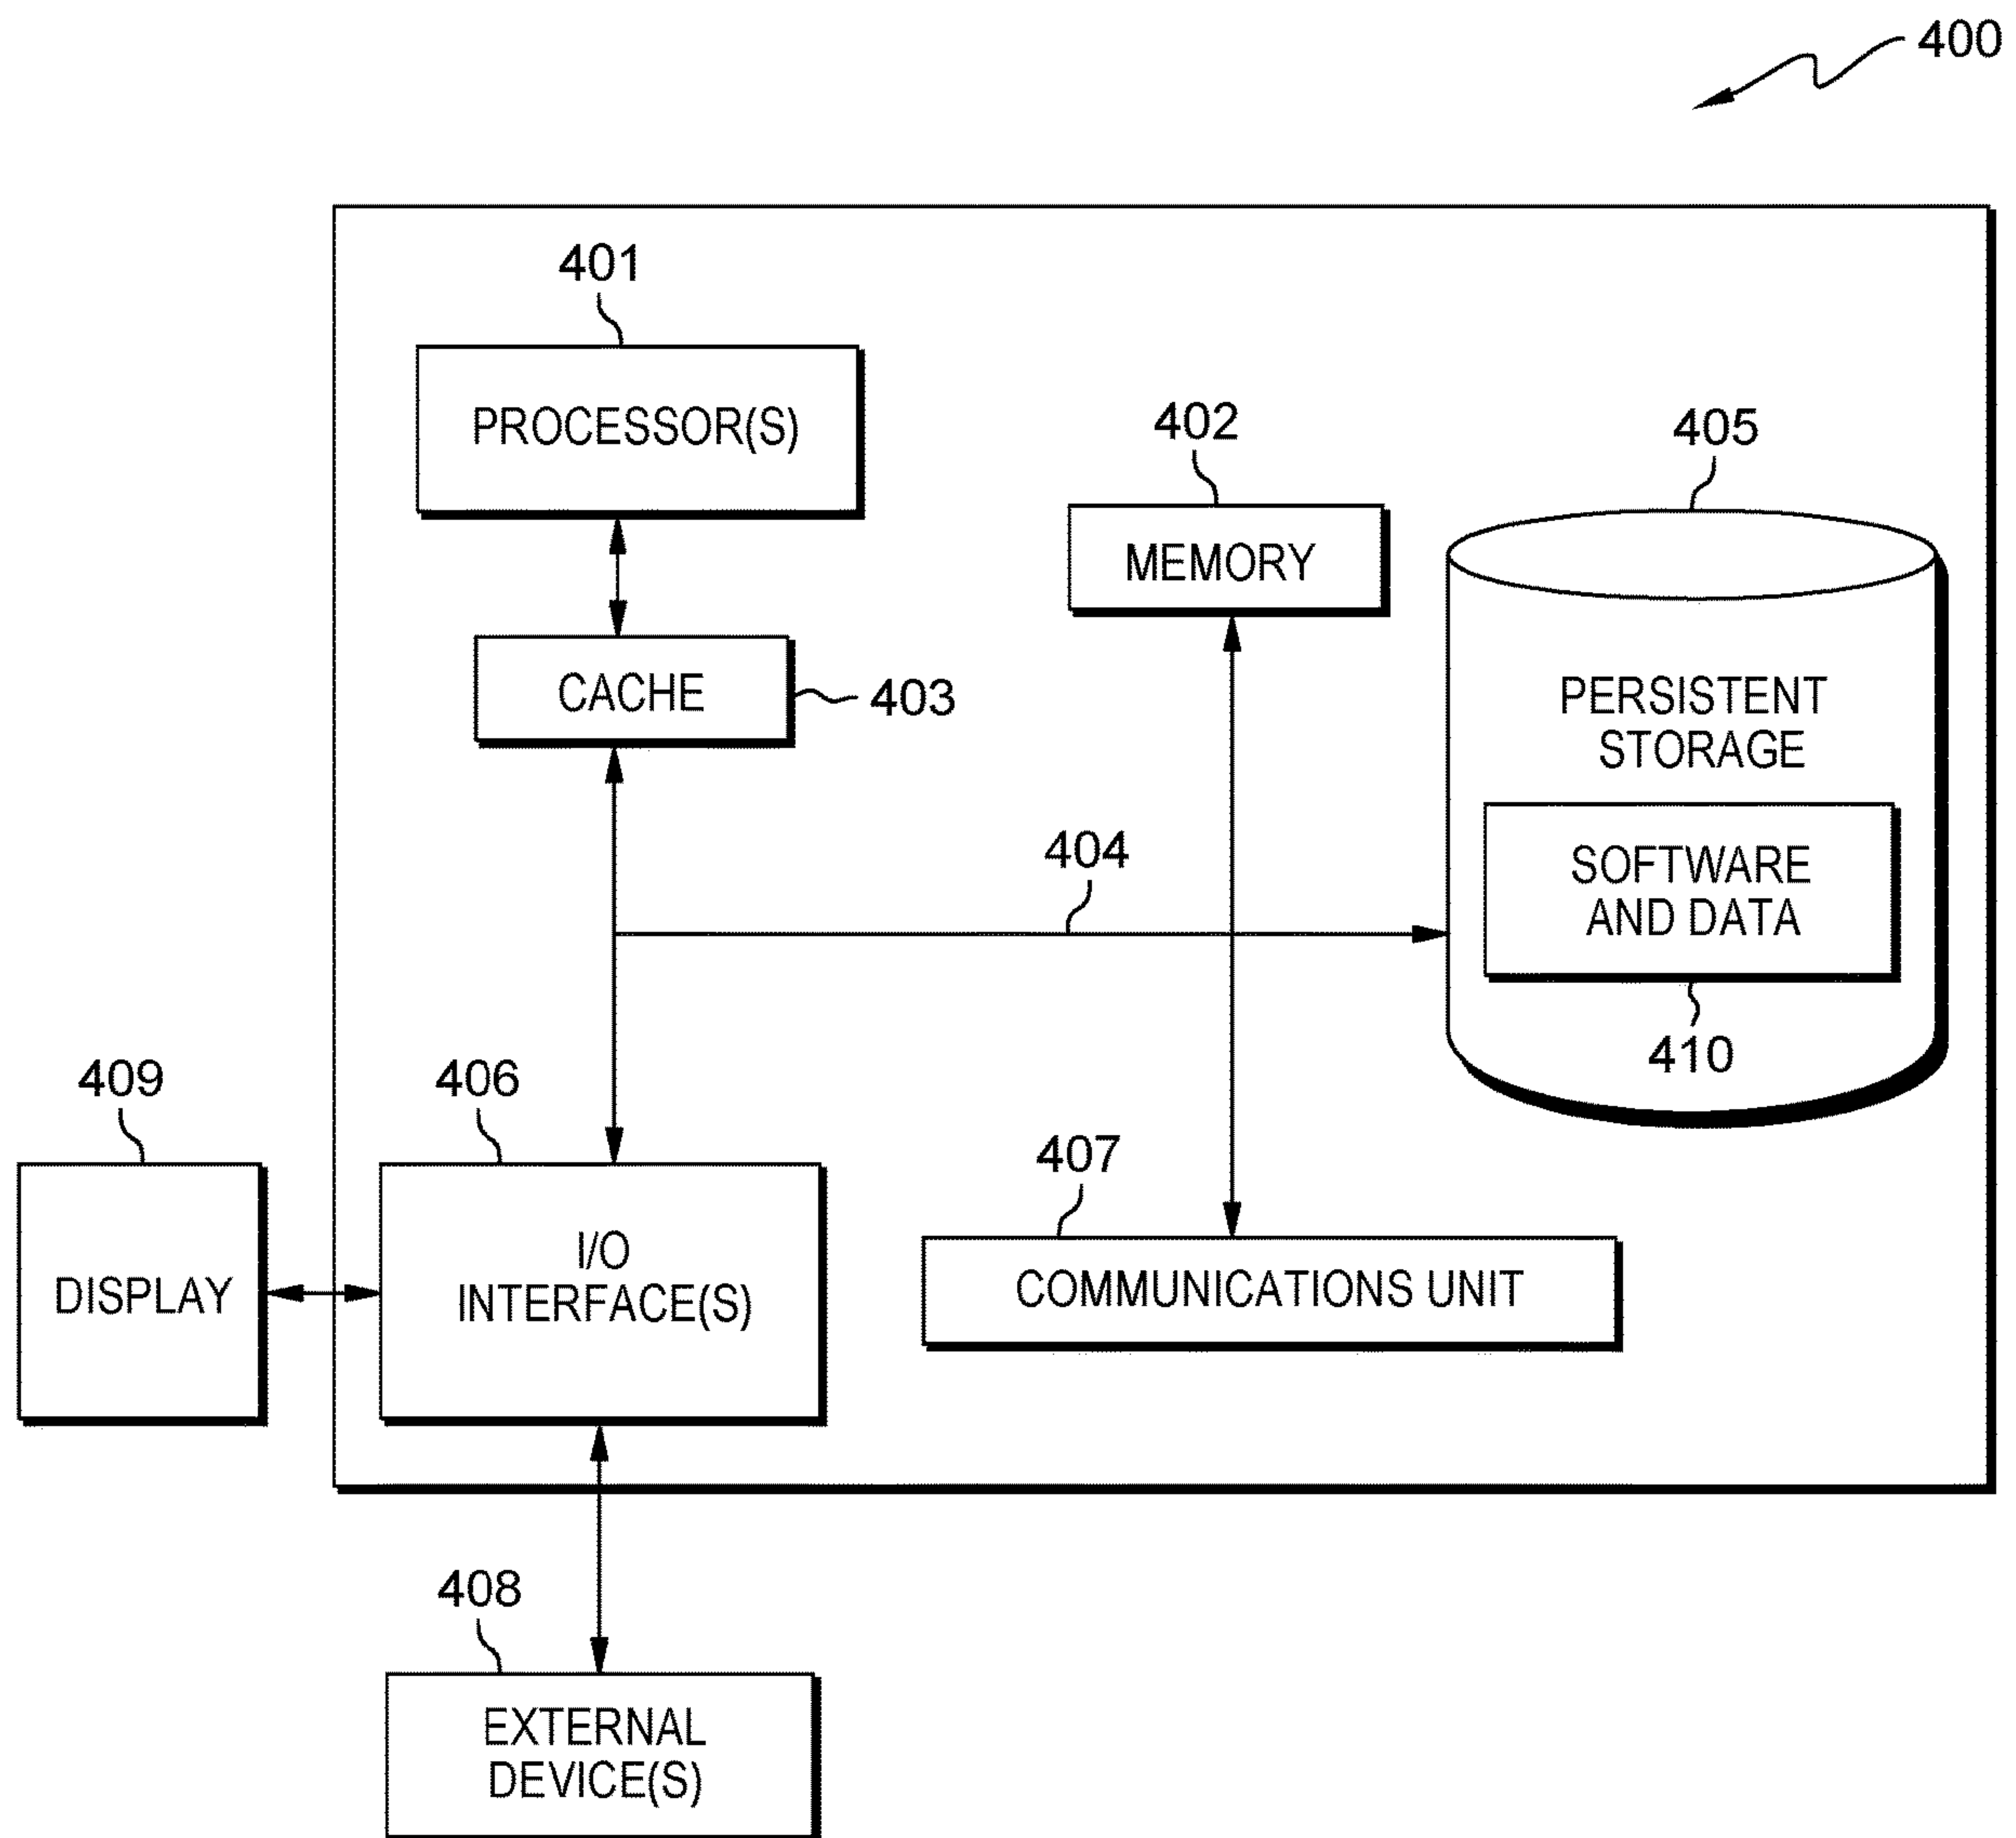 400
401
PROCESSOR(S)
402
MEMORY
405
CACHE
403
PERSISTENT
STORAGE
404
SOFTWARE
AND DATA
410
409
DISPLAY
406
I/O
INTERFACE(S)
407
COMMUNICATIONS UNIT
408
EXTERNAL
DEVICE(S)